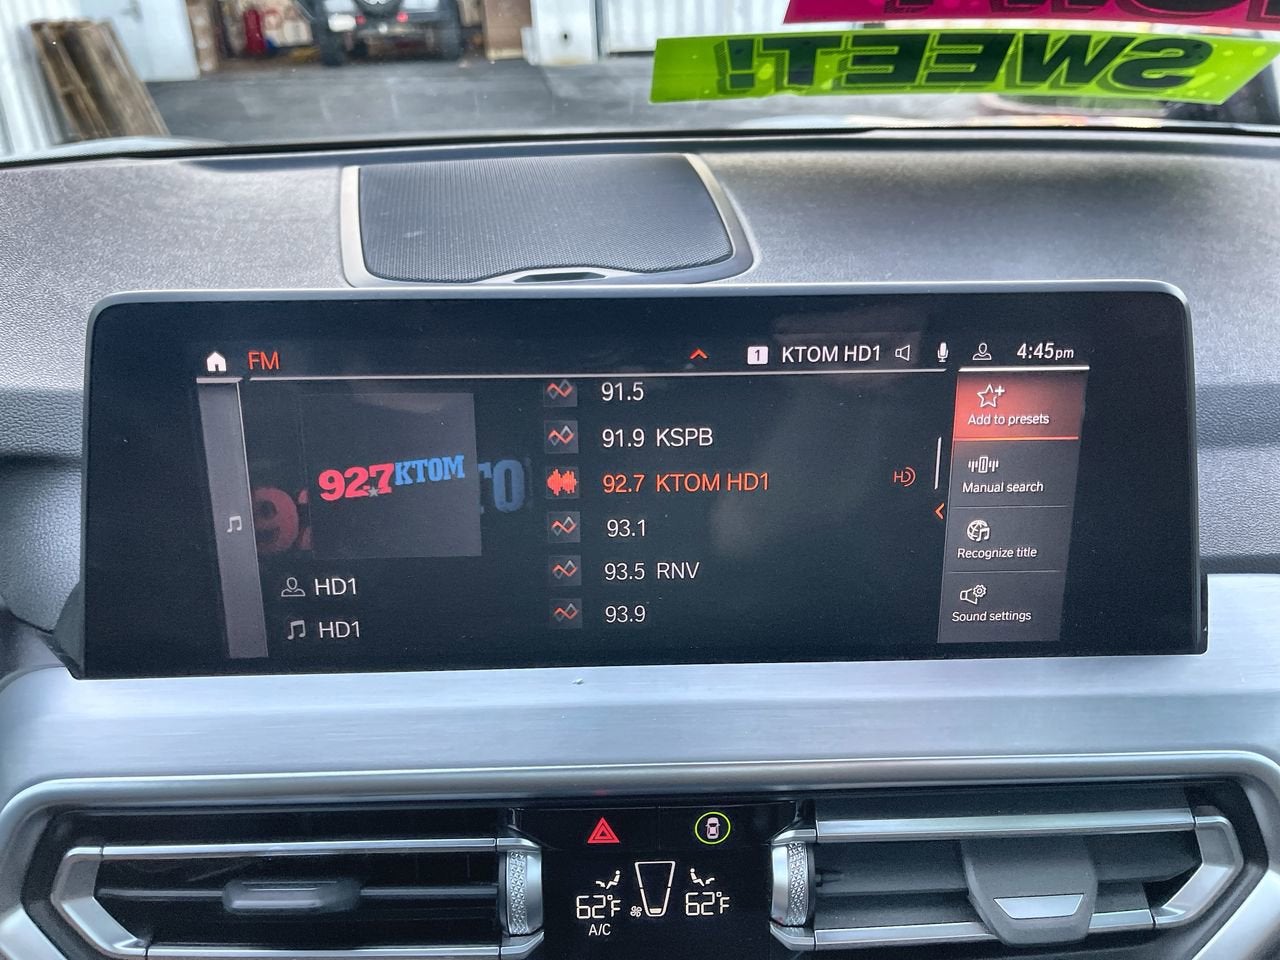 SWEET!
FM
1 KTOM HD1
4:45pm
92.7 KTOM
HD1
HD1
91.5
91.9 KSPB
92.7 KTOM HD1 HD
93.1
93.5 RNV
93.9
Add to presets
Manual search
Recognize title
Sound settings
62°F
A/C
62°F